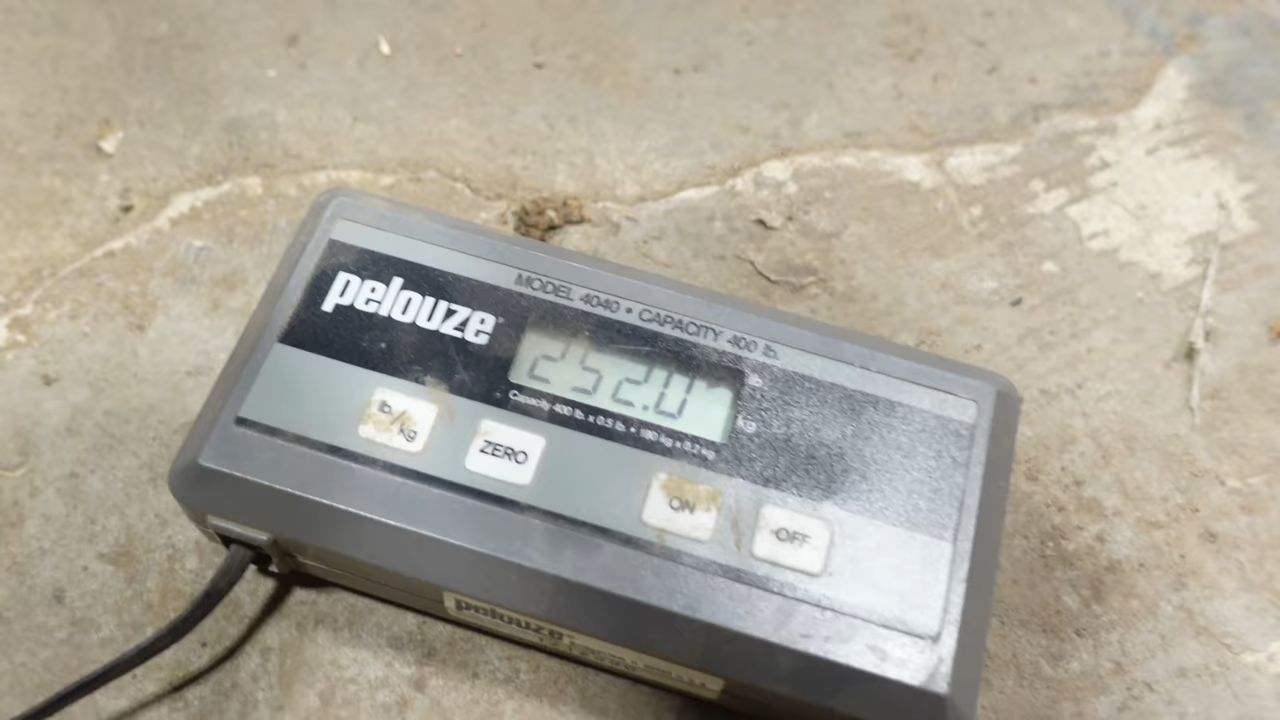 MODEL 4040 • CAPACITY 400 lb.
pelouze
252.0
lb
kg
Capacity 400 lb. x 0.5 lb. • 180 kg x 0.2 kg
lb./kg
ZERO
ON
OFF
pelouze